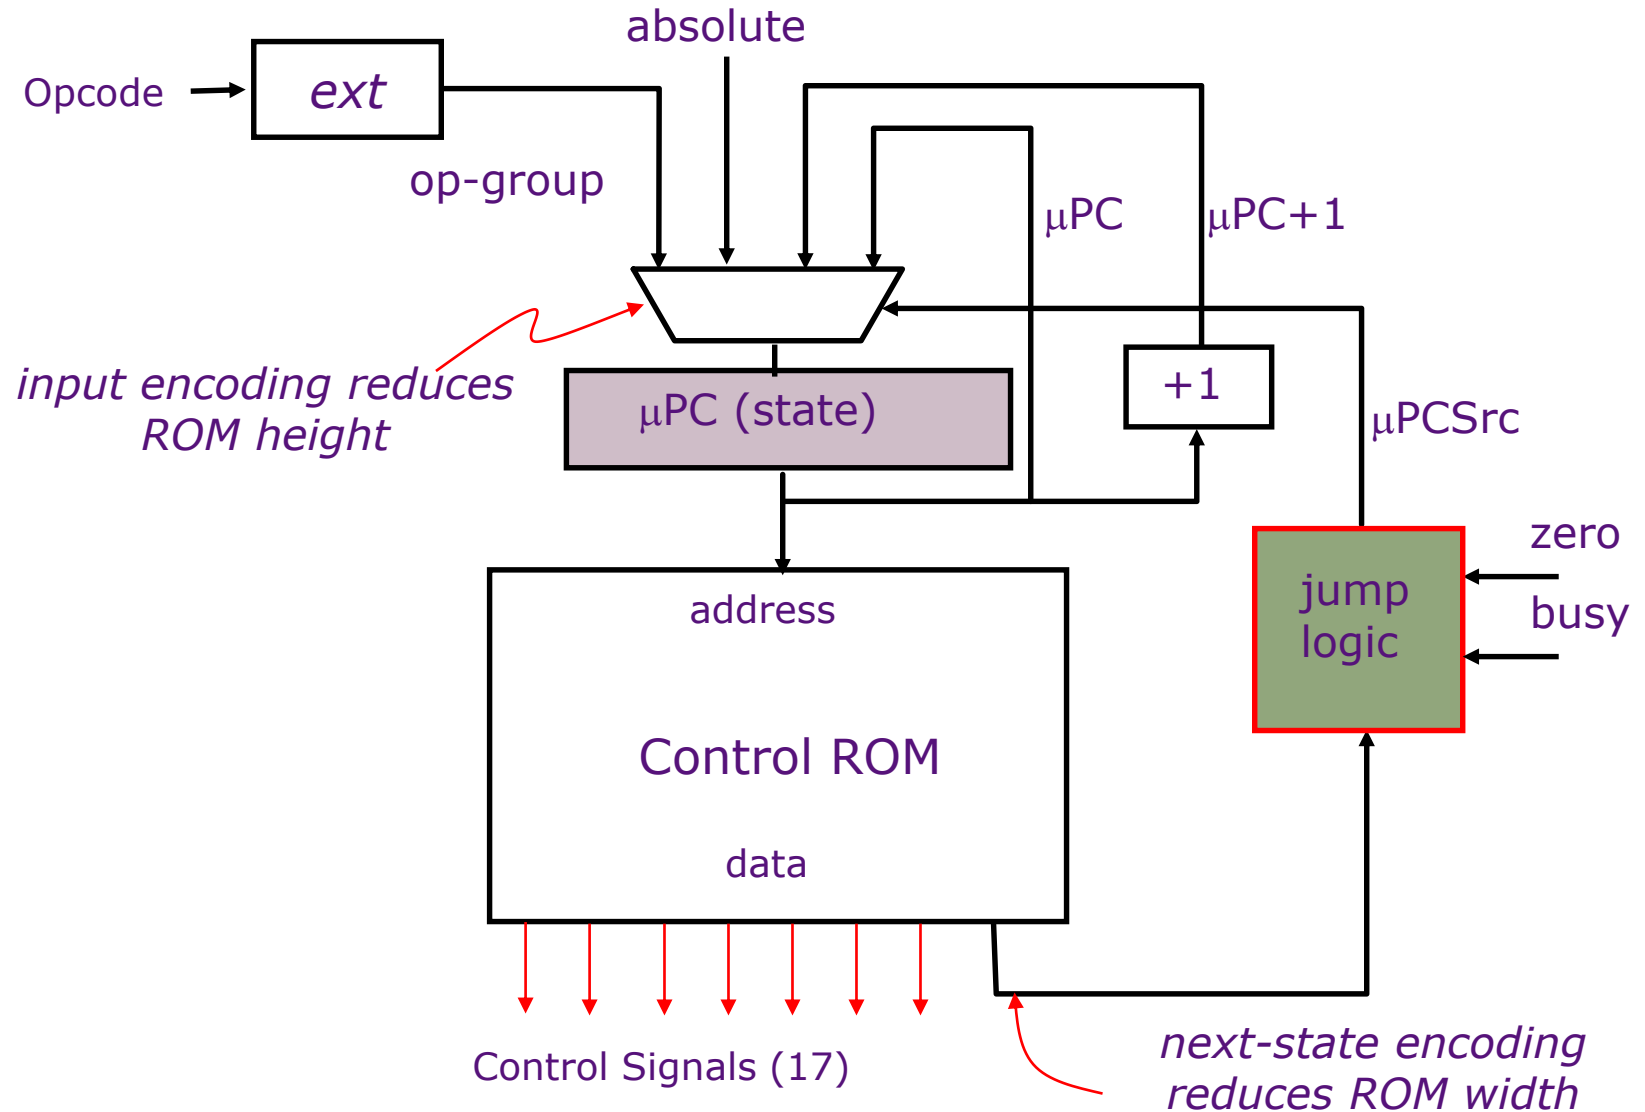 absolute
Opcode
ext
op-group
μPC
μPC+1
input encoding reduces
ROM height
μPC (state)
+1
μPCSrc
zero
busy
jump
logic
address
Control ROM
data
Control Signals (17)
next-state encoding
reduces ROM width